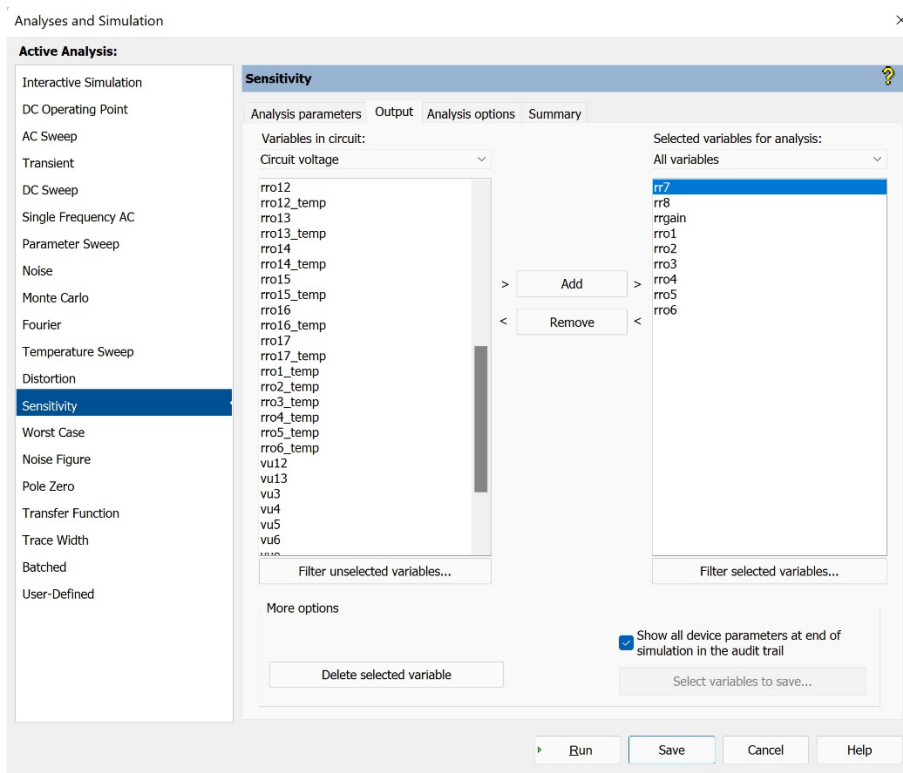 Analyses and Simulation
Active Analysis:
Interactive Simulation
DC Operating Point
AC Sweep
Transient
DC Sweep
Single Frequency AC
Parameter Sweep
Noise
Monte Carlo
Fourier
Temperature Sweep
Distortion
Sensitivity
Worst Case
Noise Figure
Pole Zero
Transfer Function
Trace Width
Batched
User-Defined
Sensitivity
Analysis parameters Output Analysis options Summary
Variables in circuit:
Circuit voltage
rro12
rro12_temp
rro13
rro13_temp
rro14
rro14_temp
rro15
rro15_temp
rro16
rro16_temp
rro17
rro17_temp
rro1_temp
rro2_temp
rro3_temp
rro4_temp
rro5_temp
rro6_temp
vu12
vu13
vu3
vu4
vu5
vu6
Filter unselected variables...
> Add >
< Remove <
Selected variables for analysis:
All variables
rr7
rr8
rrgain
rro1
rro2
rro3
rro4
rro5
rro6
Filter selected variables...
More options
Delete selected variable
Show all device parameters at end of
simulation in the audit trail
Select variables to save...
Run Save Cancel Help